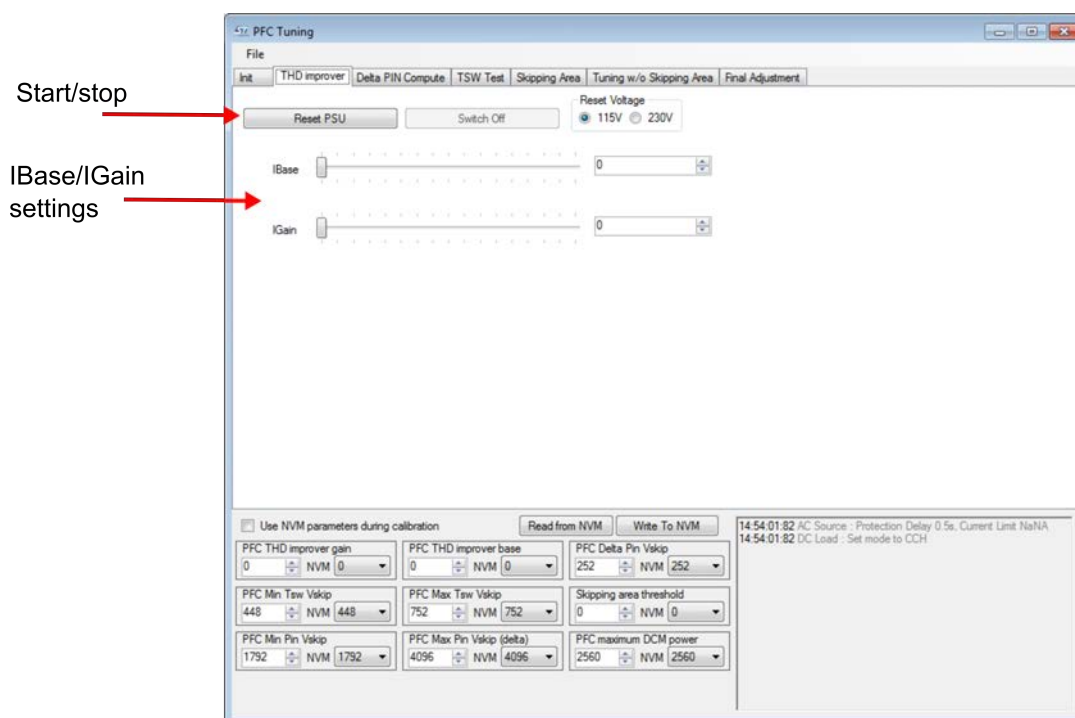 PFC Tuning
File
Init THD improver Delta PIN Compute TSW Test Skipping Area Tuning w/o Skipping Area Final Adjustment
Start/stop
Reset PSU Switch Off Reset Voltage 115V 230V
IBase/IGain
settings
IBase 0
IGain 0
Use NVM parameters during calibration Read from NVM Write To NVM
14:54:01:82 AC Source : Protection Delay 0.5s, Current Limit NaNA
14:54:01:82 DC Load : Set mode to CCH
PFC THD improver gain PFC THD improver base PFC Delta Pin Vskip
0 NVM 0 0 NVM 0 252 NVM 252
PFC Min Tsw Vskip PFC Max Tsw Vskip Skipping area threshold
448 NVM 448 752 NVM 752 0 NVM 0
PFC Min Pin Vskip PFC Max Pin Vskip (delta) PFC maximum DCM power
1792 NVM 1792 4096 NVM 4096 2560 NVM 2560